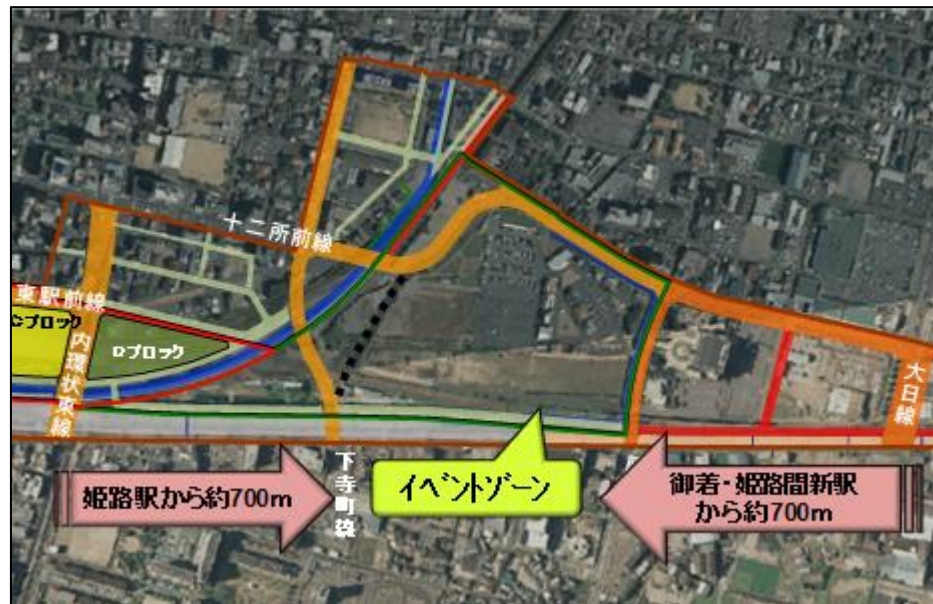 十二所前線
東駅前線
Cブロック
Dブロック
内環状東線
大日線
下寺町線
イベントゾーン
姫路駅から約700m
御着・姫路間新駅
から約700m